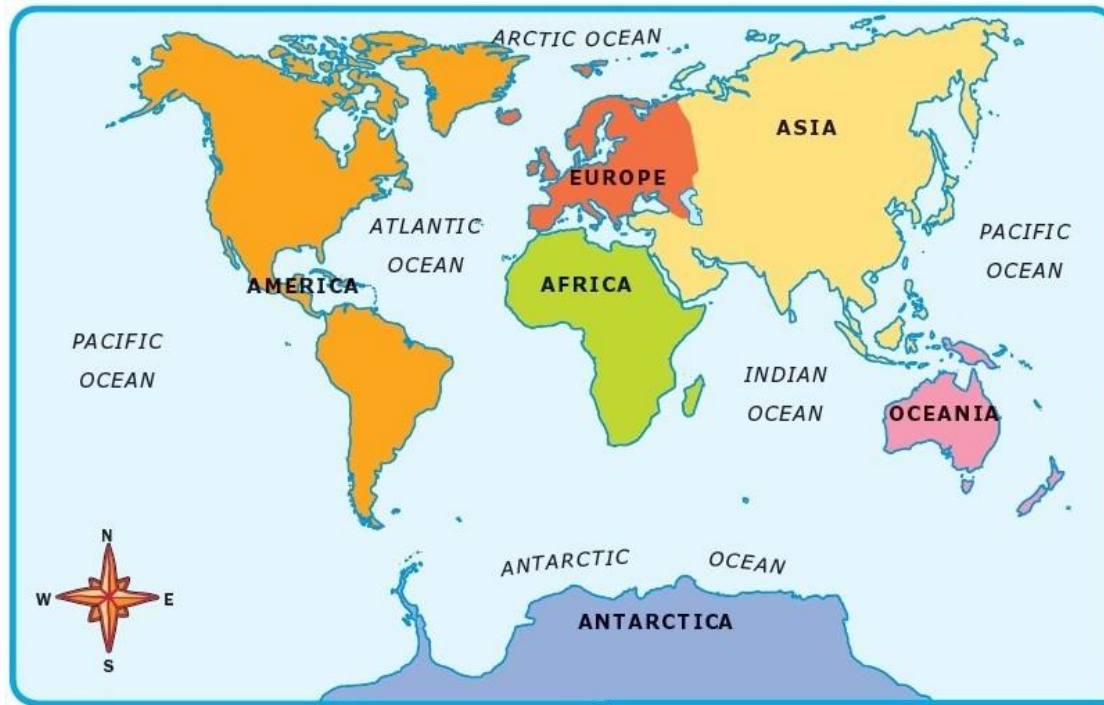 ARCTIC OCEAN
ASIA
EUROPE
ATLANTIC
OCEAN
PACIFIC
OCEAN
AMERICA
AFRICA
PACIFIC
OCEAN
INDIAN
OCEAN
OCEANIA
N
W E
S
ANTARCTIC OCEAN
ANTARCTICA